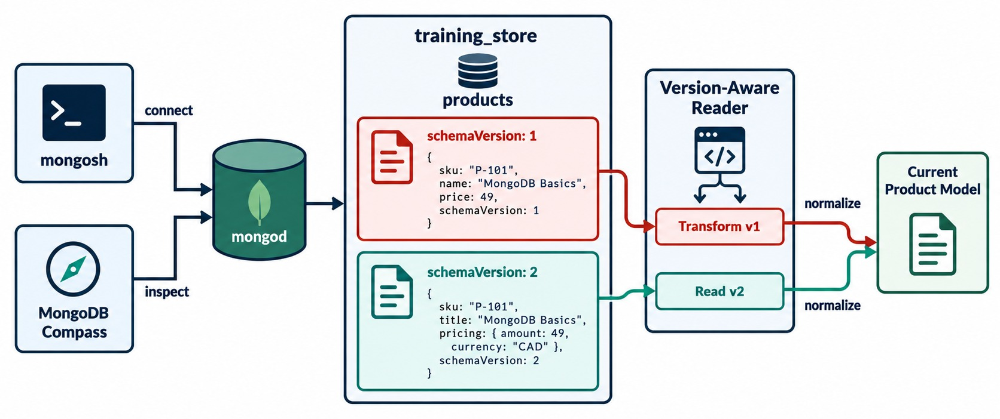 mongosh
connect
MongoDB
Compass
inspect
mongod
training_store
products
schemaVersion: 1
{
sku: "P-101",
name: "MongoDB Basics",
price: 49,
schemaVersion: 1
}
schemaVersion: 2
{
sku: "P-101",
title: "MongoDB Basics",
pricing: { amount: 49,
currency: "CAD" },
schemaVersion: 2
}
Version-Aware
Reader
</>
Transform v1
Read v2
normalize
normalize
Current
Product Model